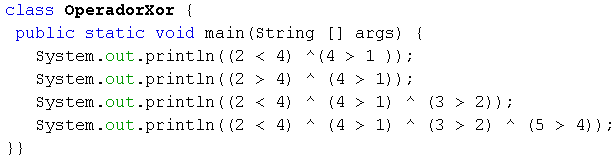 class OperadorXor {
 public static void main(String [] args) {
   System.out.println((2 < 4) ^(4 > 1 ));
   System.out.println((2 > 4) ^ (4 > 1));
   System.out.println((2 < 4) ^ (4 > 1) ^ (3 > 2));
   System.out.println((2 < 4) ^ (4 > 1) ^ (3 > 2) ^ (5 > 4));
}}